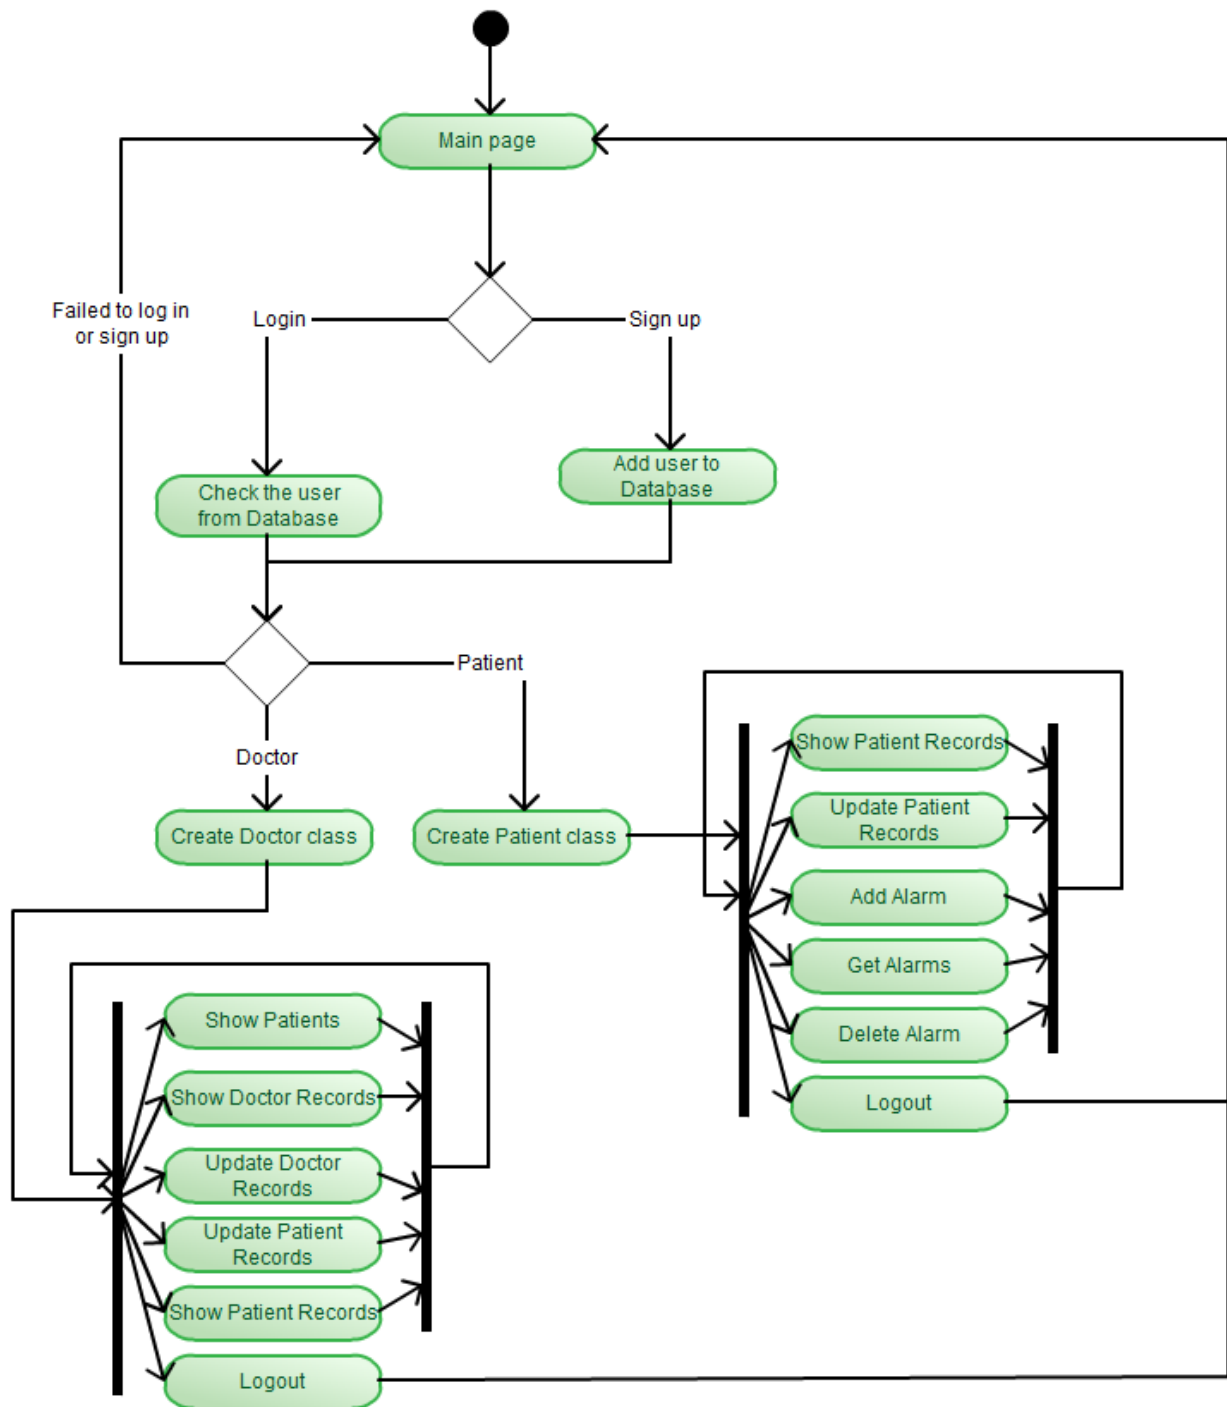 Main page
Failed to log in
or sign up
Login
Sign up
Check the user
from Database
Add user to
Database
Patient
Doctor
Create Doctor class
Create Patient class
Show Patient Records
Update Patient
Records
Add Alarm
Get Alarms
Delete Alarm
Logout
Show Patients
Show Doctor Records
Update Doctor
Records
Update Patient
Records
Show Patient Records
Logout